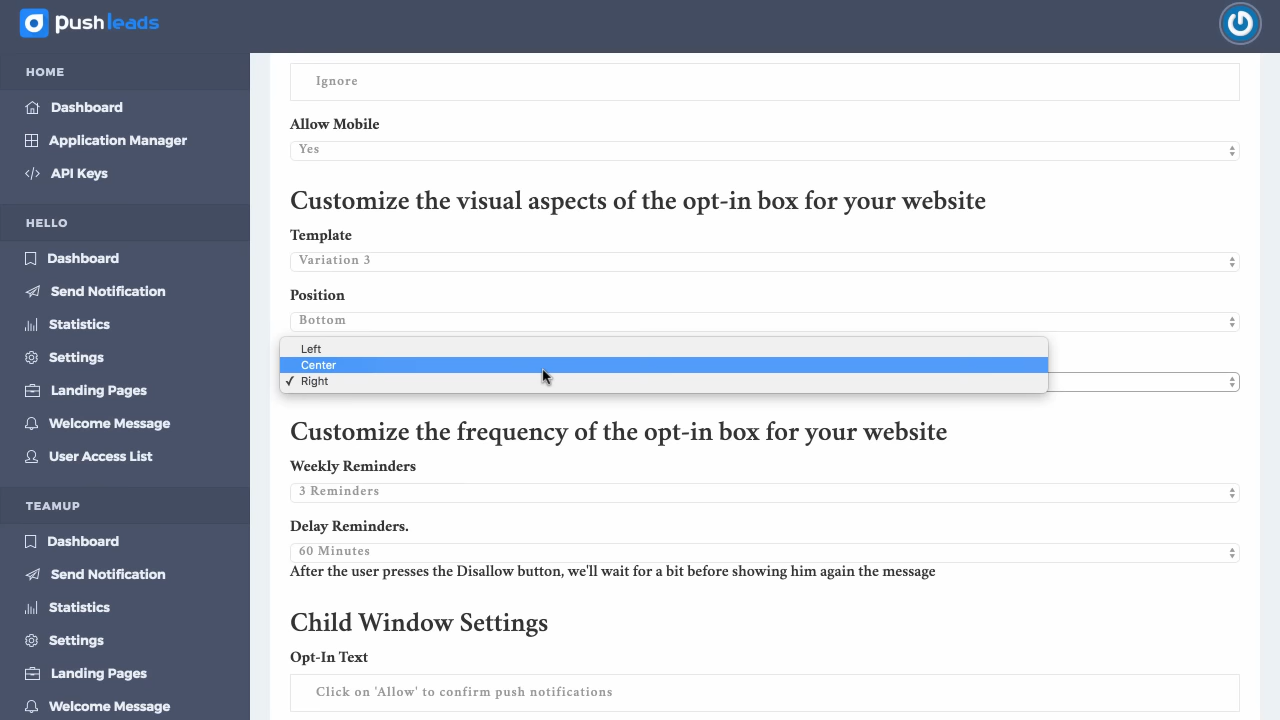 pushleads
HOME
Dashboard
Application Manager
API Keys
HELLO
Dashboard
Send Notification
Statistics
Settings
Landing Pages
Welcome Message
User Access List
TEAMUP
Dashboard
Send Notification
Statistics
Settings
Landing Pages
Welcome Message
Ignore
Allow Mobile
Yes
Customize the visual aspects of the opt-in box for your website
Template
Variation 3
Position
Bottom
Left
Center
✓ Right
Customize the frequency of the opt-in box for your website
Weekly Reminders
3 Reminders
Delay Reminders.
60 Minutes
After the user presses the Disallow button, we'll wait for a bit before showing him again the message
Child Window Settings
Opt-In Text
Click on 'Allow' to confirm push notifications